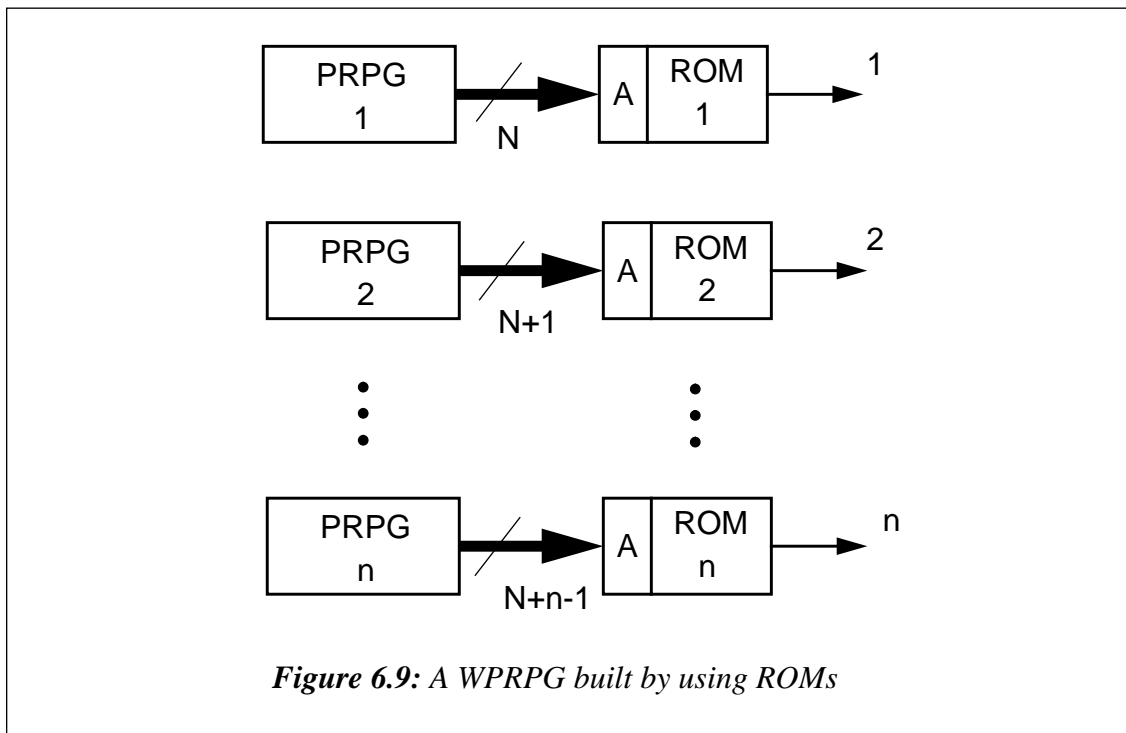 PRPG
1
N
A
ROM
1
1
PRPG
2
N+1
A
ROM
2
2
PRPG
n
N+n-1
A
ROM
n
n
Figure 6.9: A WPRPG built by using ROMs